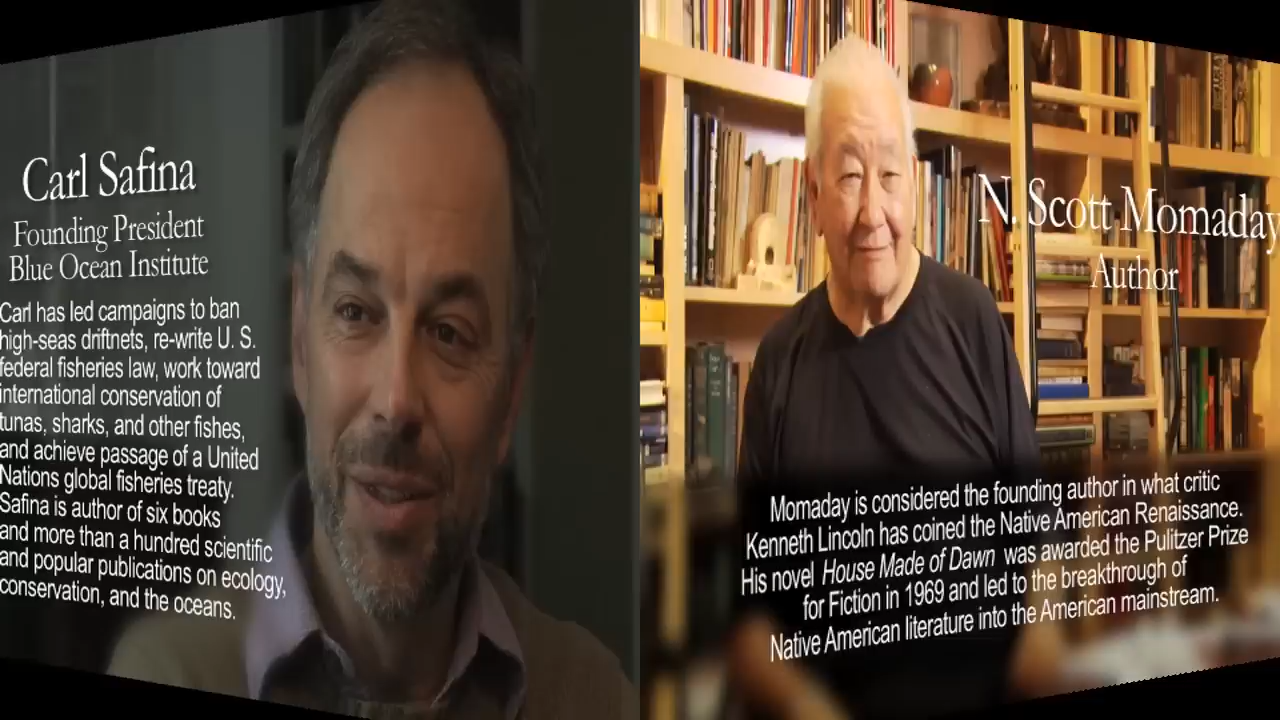 Carl Safina
Founding President
Blue Ocean Institute
Carl has led campaigns to ban
high-seas driftnets, re-write U. S.
federal fisheries law, work toward
international conservation of
tunas, sharks, and other fishes,
and achieve passage of a United
Nations global fisheries treaty.
Safina is author of six books
and more than a hundred scientific
and popular publications on ecology,
conservation, and the oceans.
N. Scott Momaday
Author
Momaday is considered the founding author in what critic
Kenneth Lincoln has coined the Native American Renaissance.
His novel House Made of Dawn was awarded the Pulitzer Prize
for Fiction in 1969 and led to the breakthrough of
Native American literature into the American mainstream.